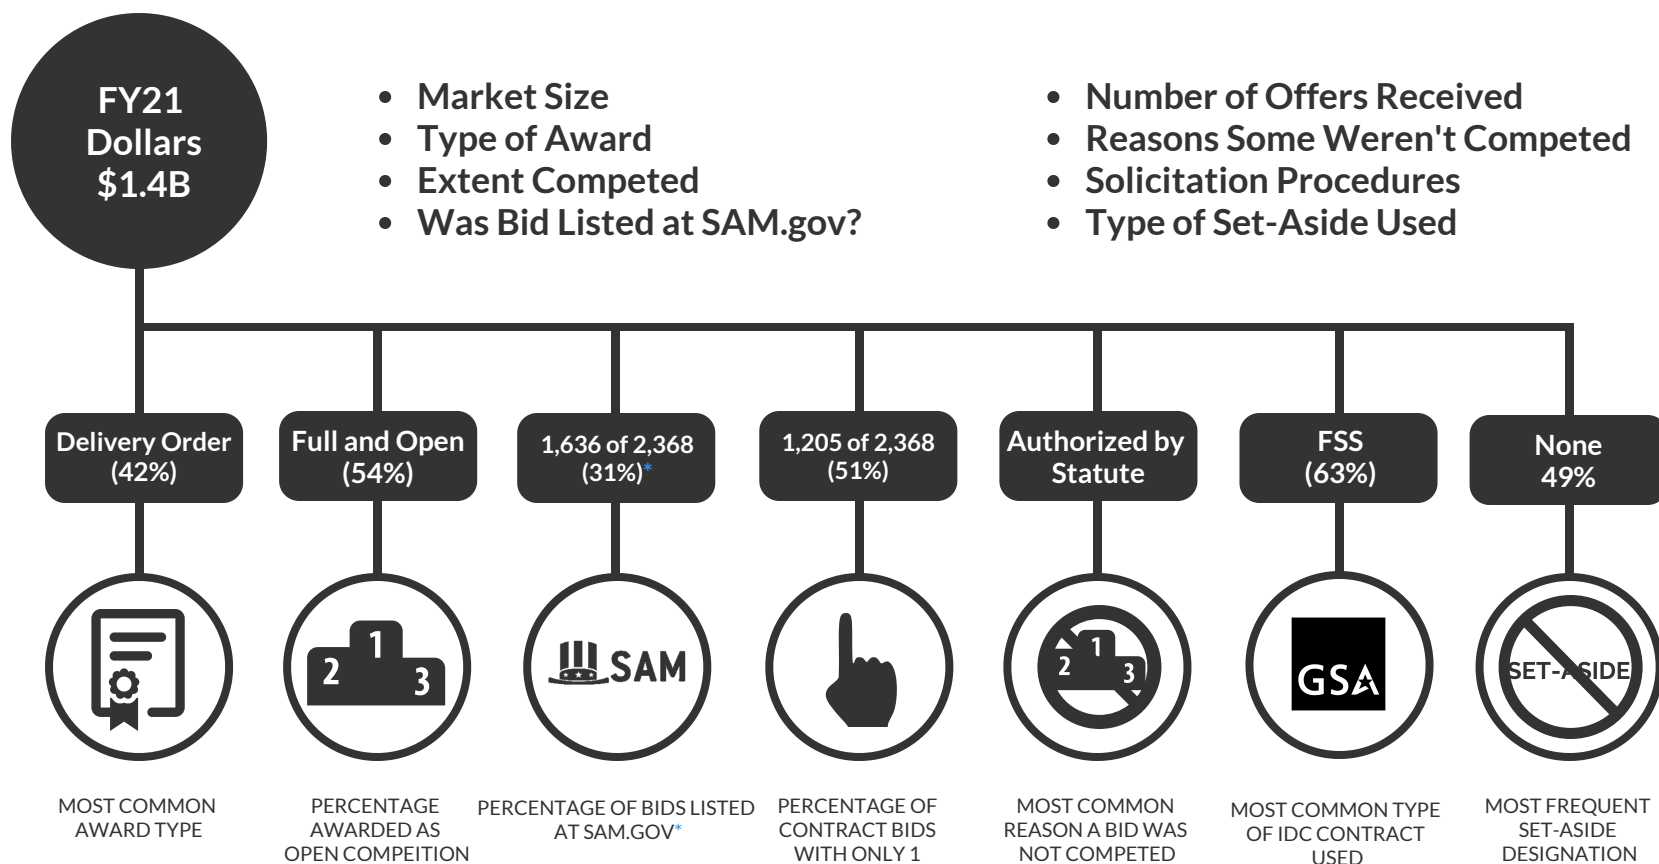 FY21
Dollars
$1.4B
• Market Size
• Type of Award
• Extent Competed
• Was Bid Listed at SAM.gov?
• Number of Offers Received
• Reasons Some Weren't Competed
• Solicitation Procedures
• Type of Set-Aside Used
Delivery Order
(42%)
Full and Open
(54%)
1,636 of 2,368
(31%)*
1,205 of 2,368
(51%)
Authorized by
Statute
FSS
(63%)
None
49%
1
2
3
SAM
1
2
3
GSA
SET-ASIDE
MOST COMMON
AWARD TYPE
PERCENTAGE
AWARDED AS
OPEN COMPEITION
PERCENTAGE OF BIDS LISTED
AT SAM.GOV*
PERCENTAGE OF
CONTRACT BIDS
WITH ONLY 1
MOST COMMON
REASON A BID WAS
NOT COMPETED
MOST COMMON TYPE
OF IDC CONTRACT
USED
MOST FREQUENT
SET-ASIDE
DESIGNATION